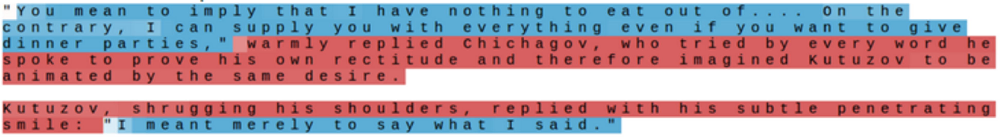 "You mean to imply that I have nothing to eat out of.... On the
contrary, I can supply you with everything even if you want to give
dinner parties," warmly replied Chichagov, who tried by every word he
spoke to prove his own rectitude and therefore imagined Kutuzov to be
animated by the same desire.
Kutuzov, shrugging his shoulders, replied with his subtle penetrating
smile: "I meant merely to say what I said."